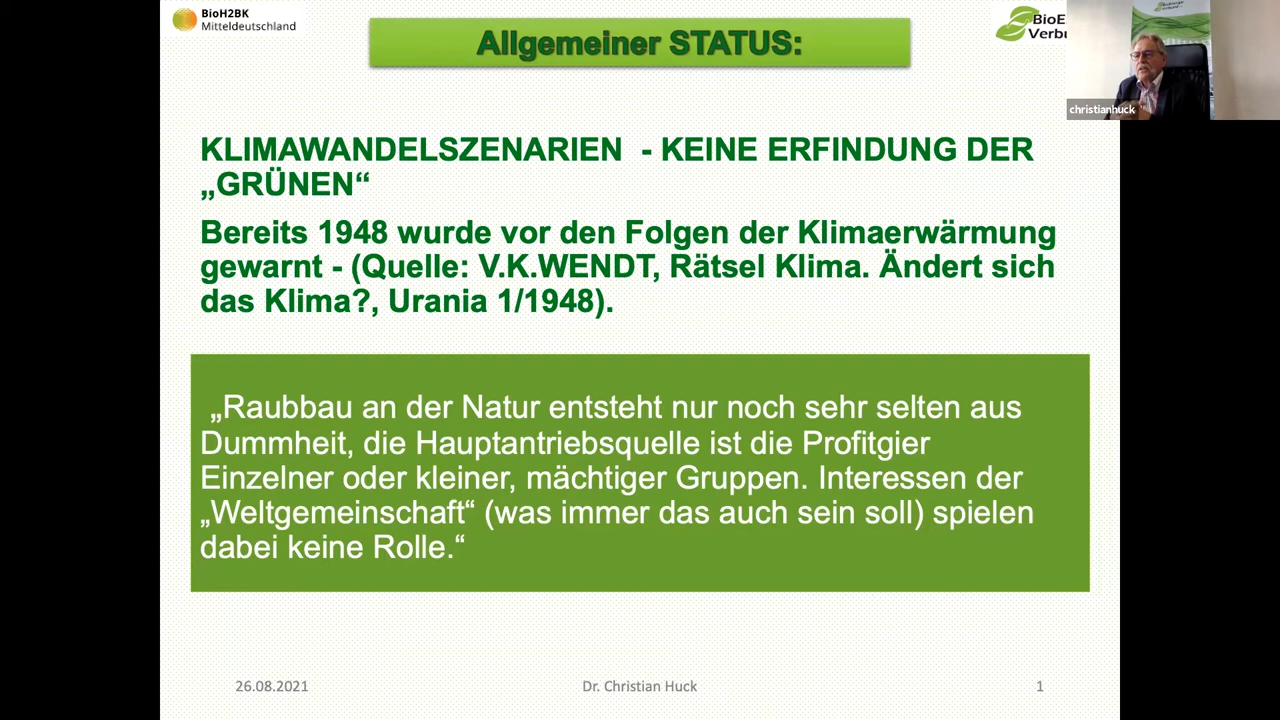 BioH2BK
Mitteldeutschland
Allgemeiner STATUS:
christianhuck
KLIMAWANDELSZENARIEN - KEINE ERFINDUNG DER
„GRÜNEN“
Bereits 1948 wurde vor den Folgen der Klimaerwärmung
gewarnt - (Quelle: V.K.WENDT, Rätsel Klima. Ändert sich
das Klima?, Urania 1/1948).
„Raubbau an der Natur entsteht nur noch sehr selten aus
Dummheit, die Hauptantriebsquelle ist die Profitgier
Einzelner oder kleiner, mächtiger Gruppen. Interessen der
„Weltgemeinschaft“ (was immer das auch sein soll) spielen
dabei keine Rolle.“
26.08.2021
Dr. Christian Huck
1